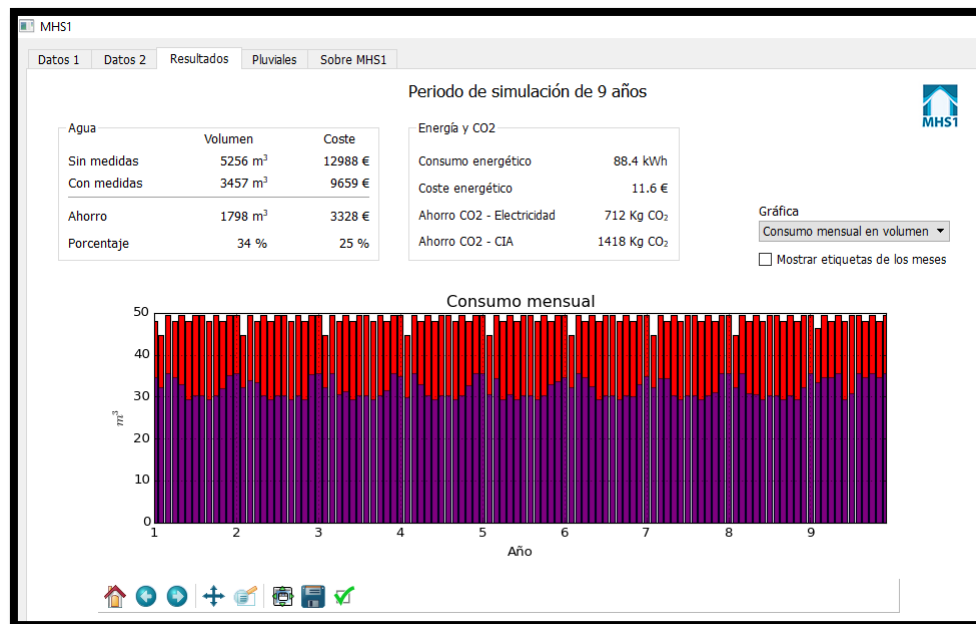 MHS1
Datos 1 Datos 2 Resultados Pluviales Sobre MHS1
Periodo de simulación de 9 años
MHS1
Agua
Volumen Coste
Sin medidas 5256 m³ 12988 €
Con medidas 3457 m³ 9659 €
Ahorro 1798 m³ 3328 €
Porcentaje 34 % 25 %
Energía y CO2
Consumo energético 88.4 kWh
Coste energético 11.6 €
Ahorro CO2 - Electricidad 712 Kg CO₂
Ahorro CO2 - CIA 1418 Kg CO₂
Gráfica
Consumo mensual en volumen
Mostrar etiquetas de los meses
Consumo mensual
50
40
30
20
10
0
m³
1 2 3 4 5 6 7 8 9
Año